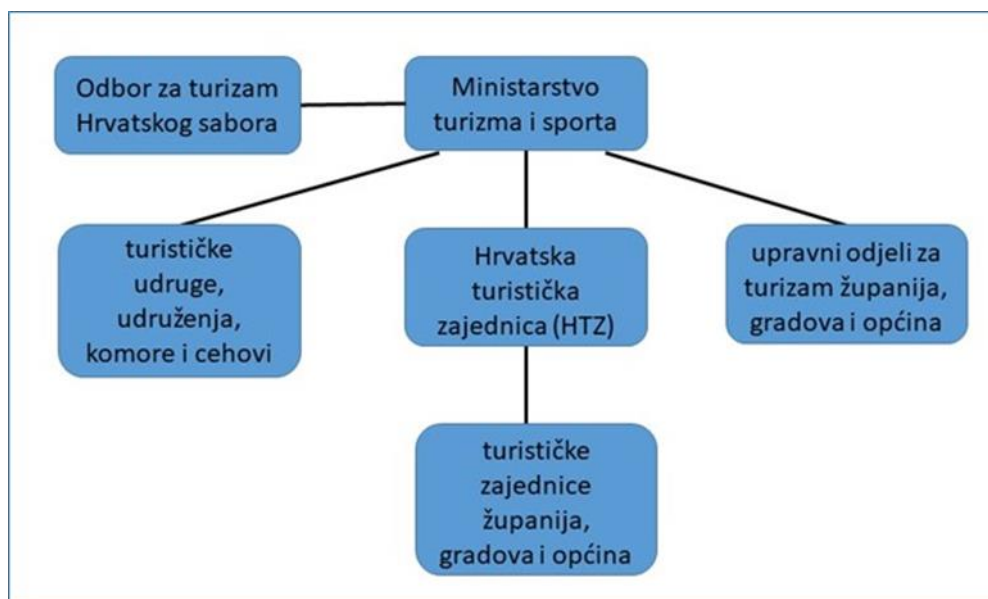 Odbor za turizam
Hrvatskog sabora
Ministarstvo
turizma i sporta
turističke
udruge,
udruženja,
komore i cehovi
Hrvatska
turistička
zajednica (HTZ)
upravni odjeli za
turizam županija,
gradova i općina
turističke
zajednice
županija,
gradova i općina